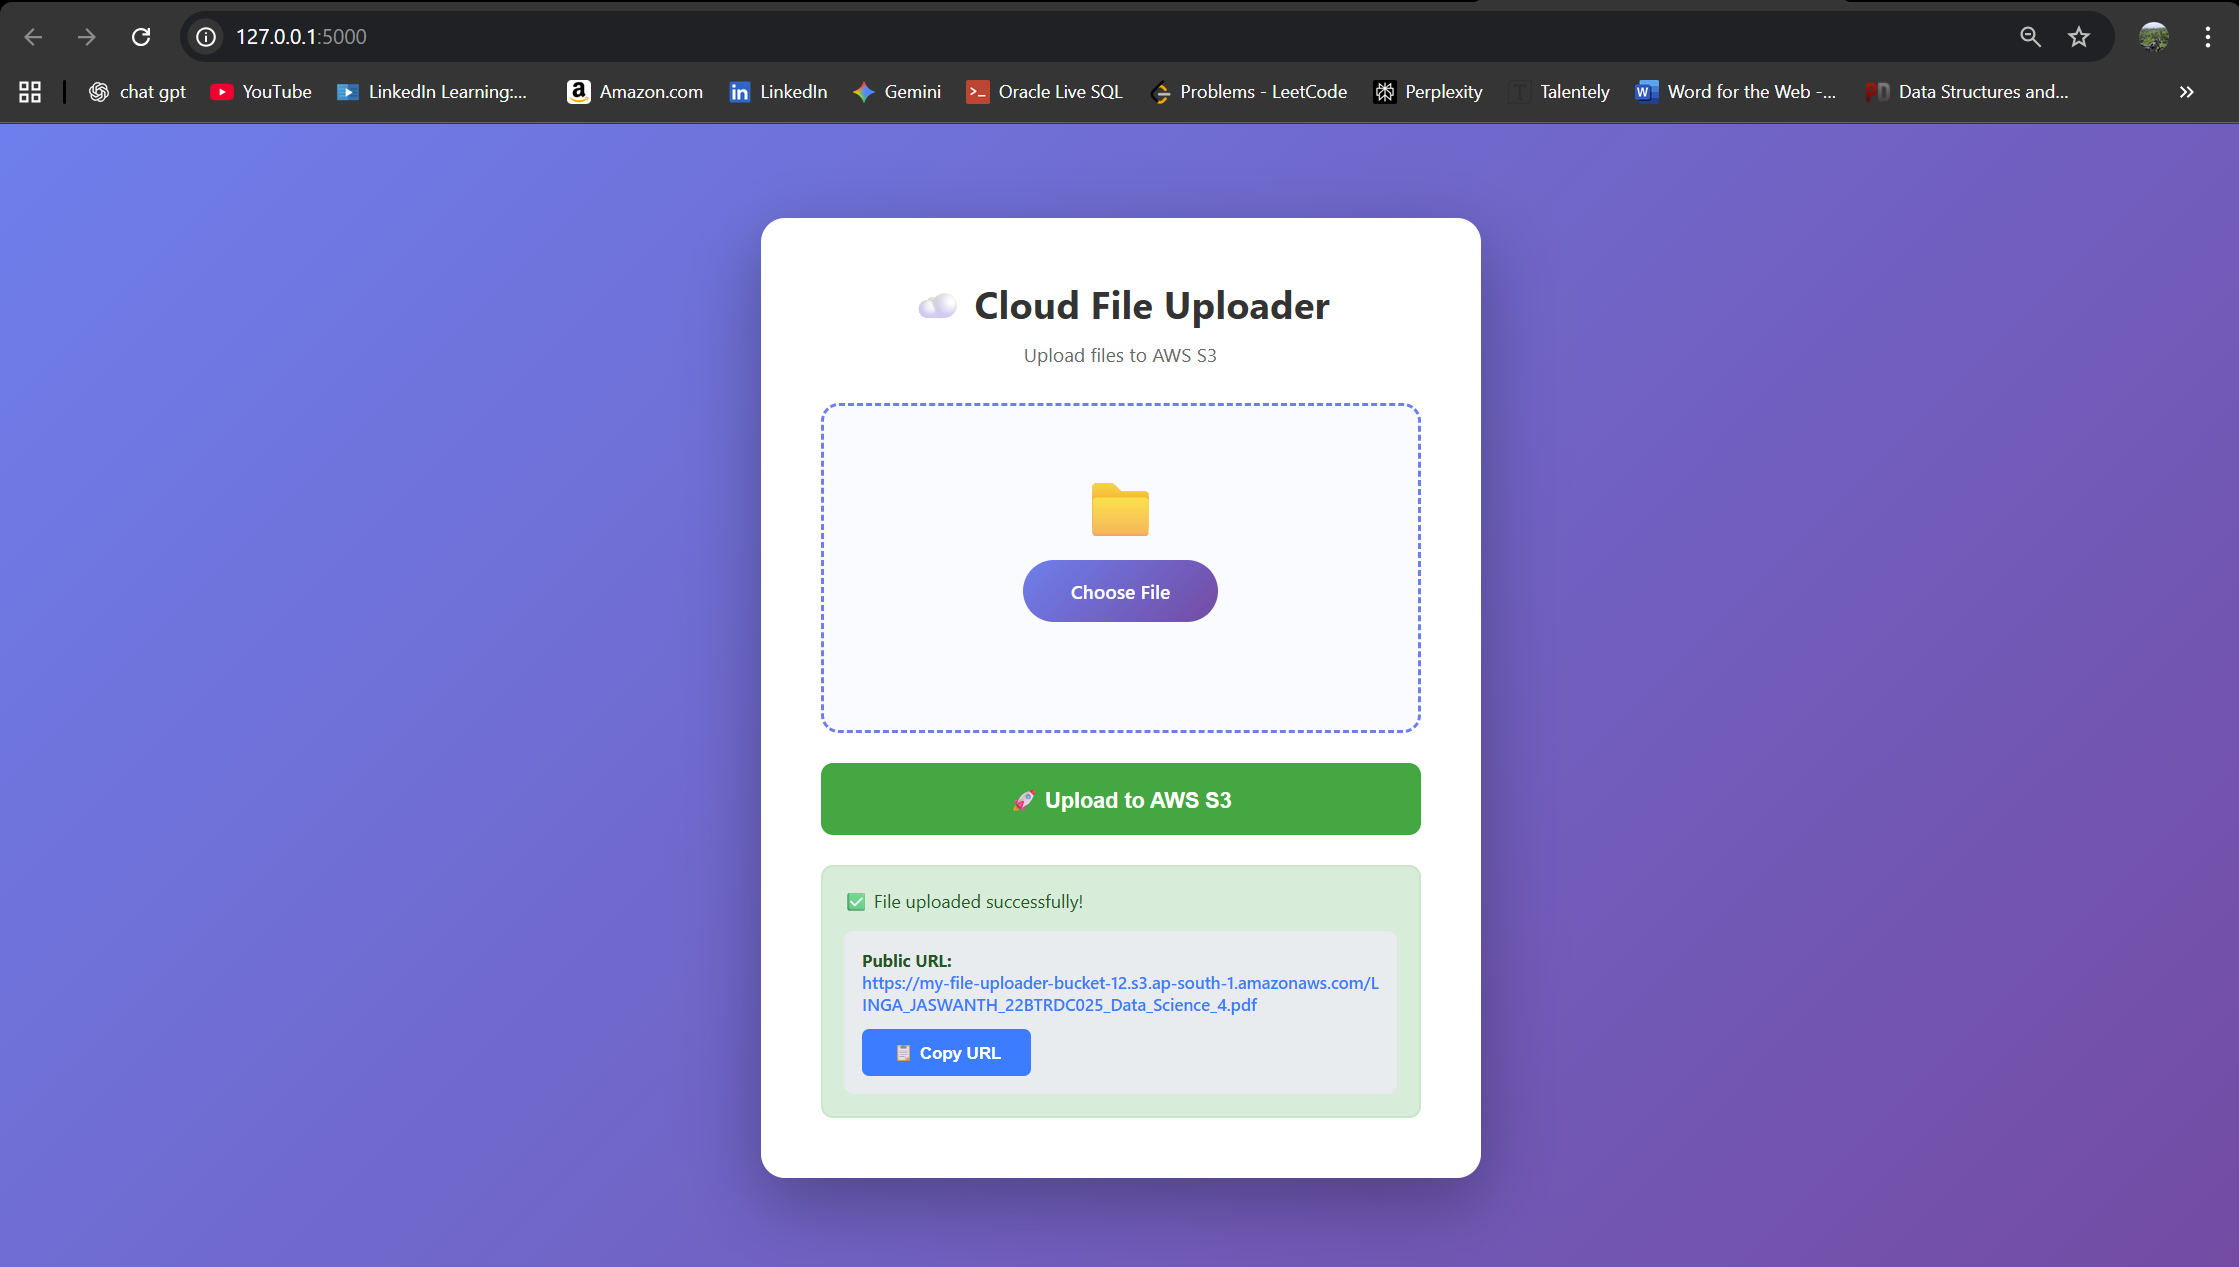 127.0.0.1:5000
chat gpt YouTube LinkedIn Learning:... Amazon.com LinkedIn Gemini Oracle Live SQL Problems - LeetCode Perplexity Talentely Word for the Web -... Data Structures and...
Cloud File Uploader
Upload files to AWS S3
Choose File
Upload to AWS S3
File uploaded successfully!
Public URL:
https://my-file-uploader-bucket-12.s3.ap-south-1.amazonaws.com/L
INGA_JASWANTH_22BTRDC025_Data_Science_4.pdf
Copy URL